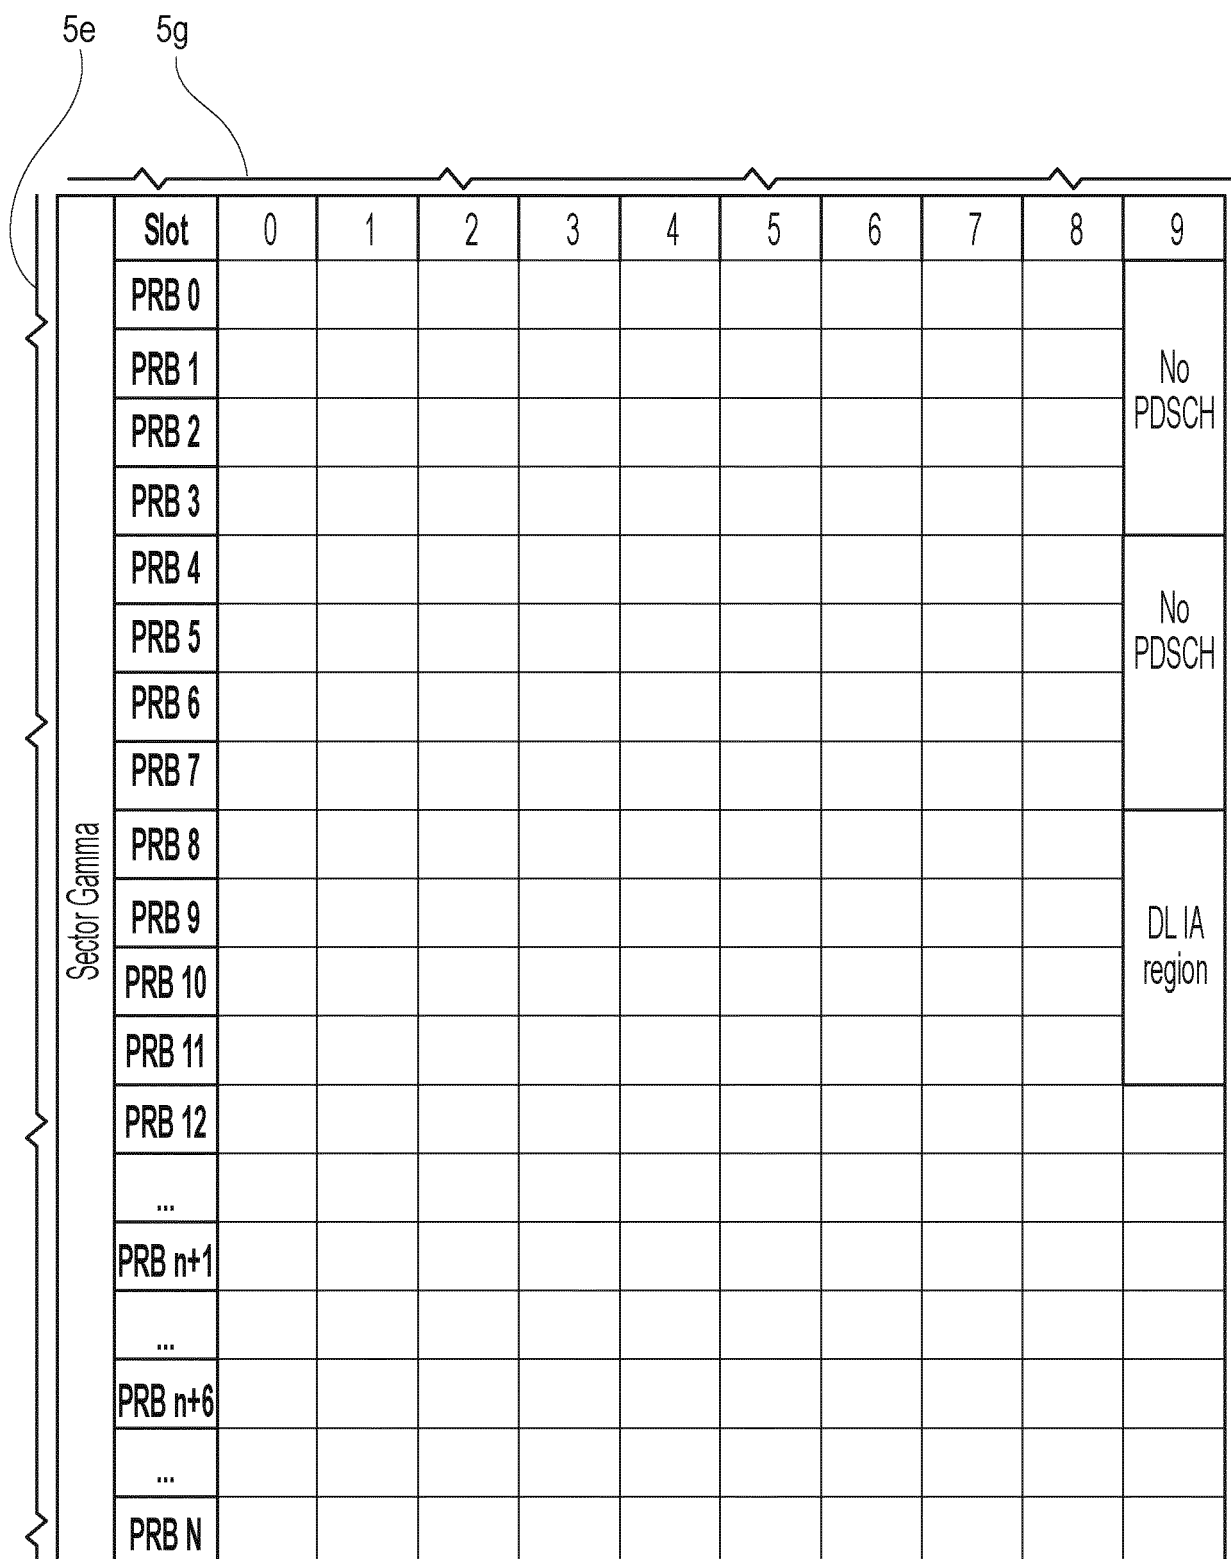 5e 5g
Slot 0 1 2 3 4 5 6 7 8 9
PRB 0
PRB 1
No
PDSCH
PRB 2
PRB 3
PRB 4
No
PDSCH
PRB 5
PRB 6
PRB 7
Sector Gamma
PRB 8
PRB 9
DL IA
region
PRB 10
PRB 11
PRB 12
...
PRB n+1
...
PRB n+6
...
PRB N